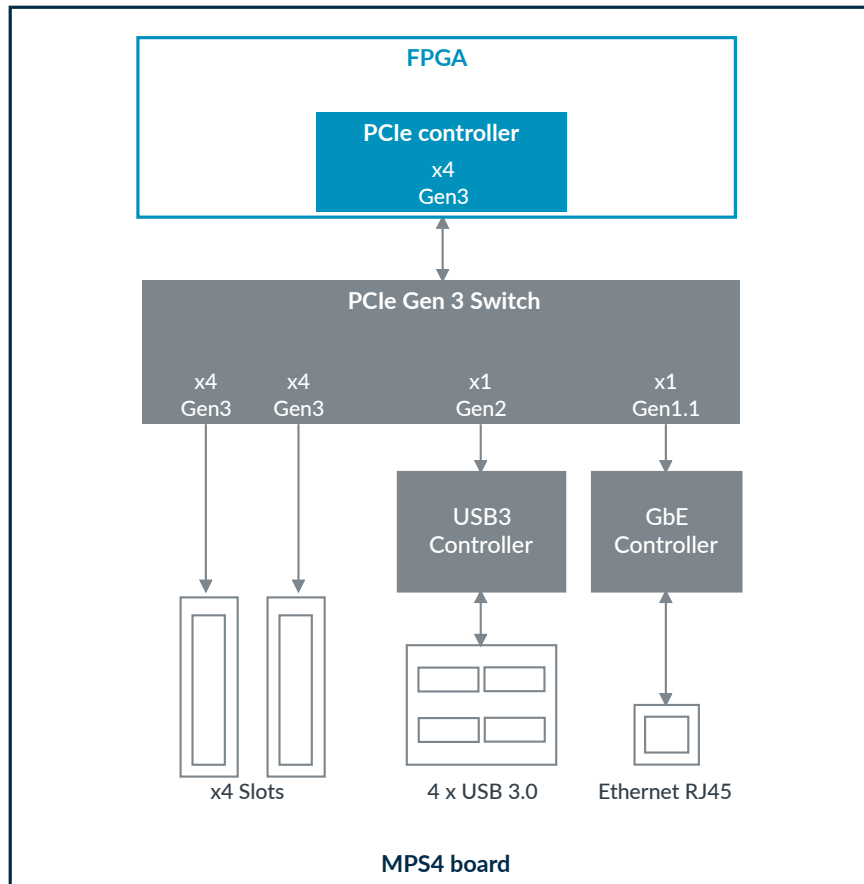 FPGA
PCIe controller
x4
Gen3
PCIe Gen 3 Switch
x4
Gen3
x4
Gen3
x1
Gen2
x1
Gen1.1
USB3
Controller
GbE
Controller
x4 Slots
4 x USB 3.0
Ethernet RJ45
MPS4 board